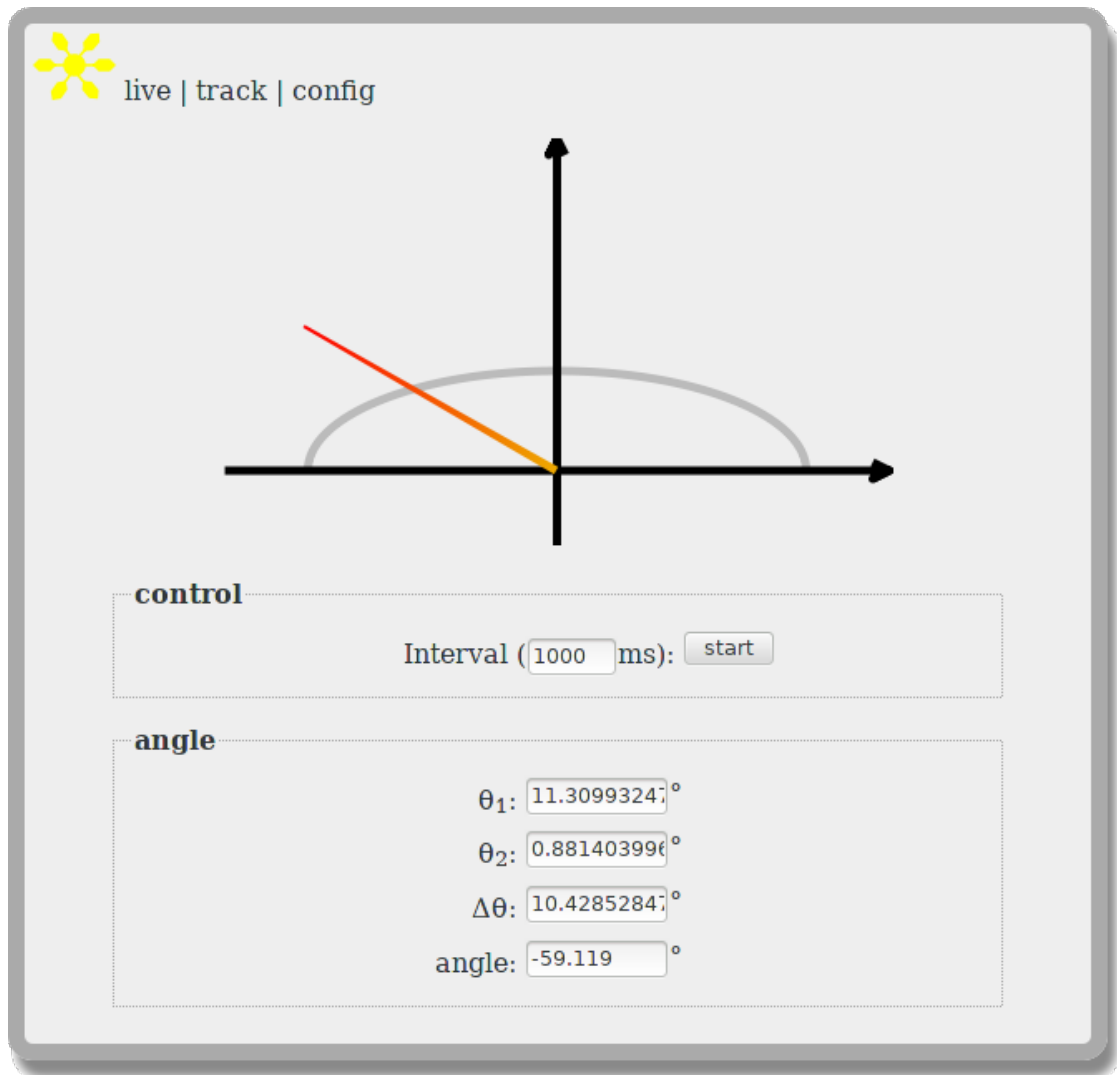 live | track | config
control
Interval (1000 ms): start
angle
θ₁: 11.30993247°
θ₂: 0.881403996°
Δθ: 10.42852847°
angle: -59.119°